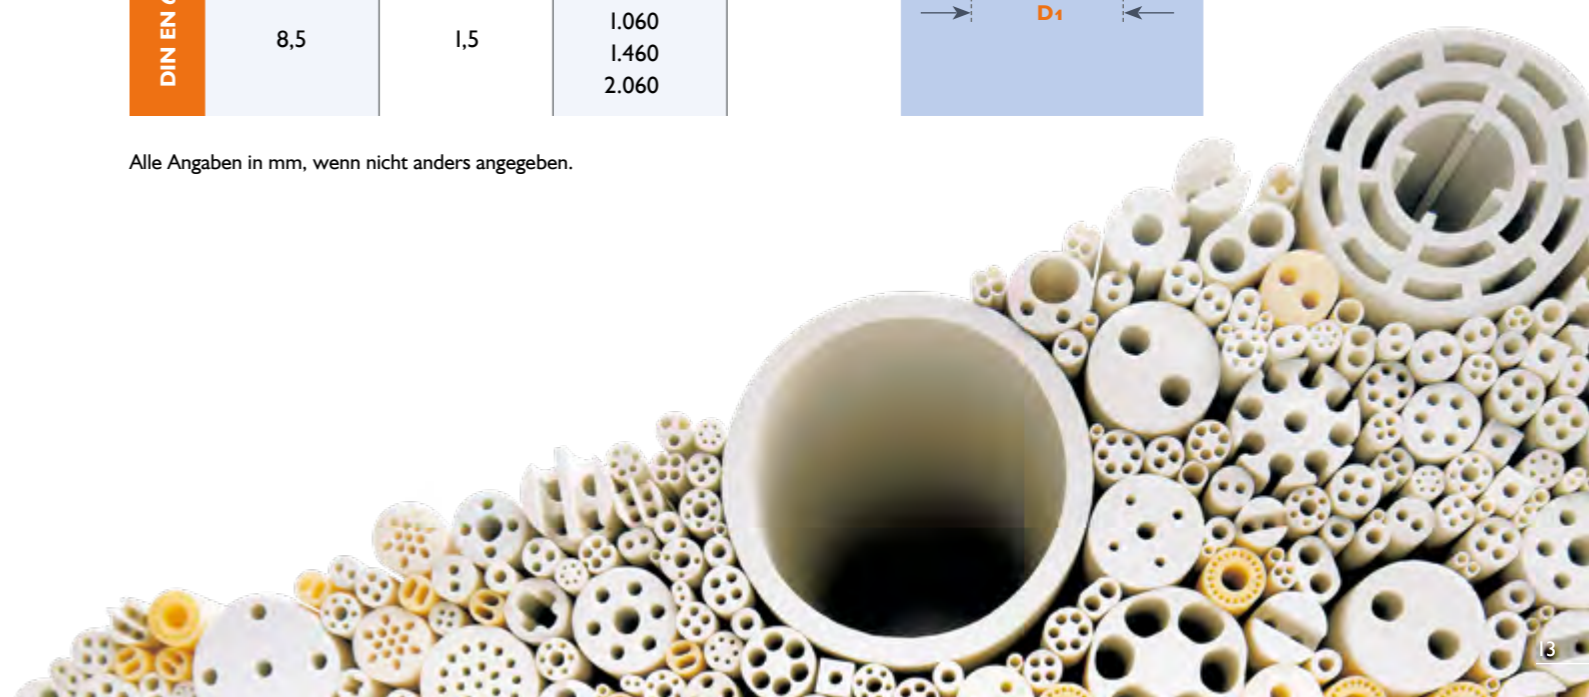 DIN EN
8,5
1,5
1.060
1.460
2.060
D1
Alle Angaben in mm, wenn nicht anders angegeben.
13